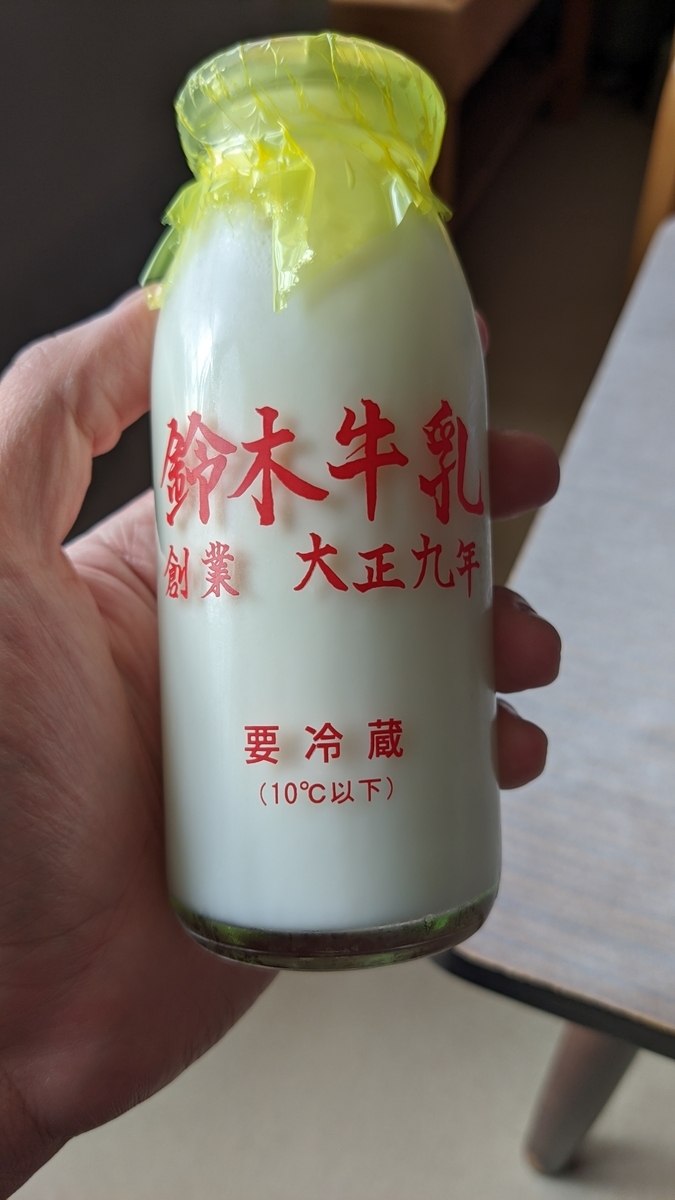 鈴木牛乳
創業 大正九年
要冷蔵
(10℃以下)